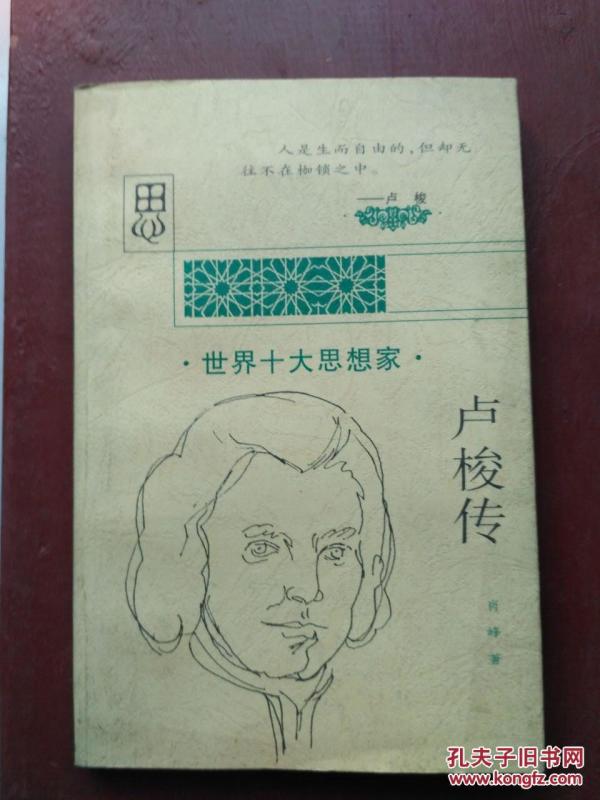 人是生而自由的，但却无
往不在枷锁之中。
——卢 梭
思
·世界十大思想家·
卢梭传
肖峰著
孔夫子旧书网
www.kongfz.com